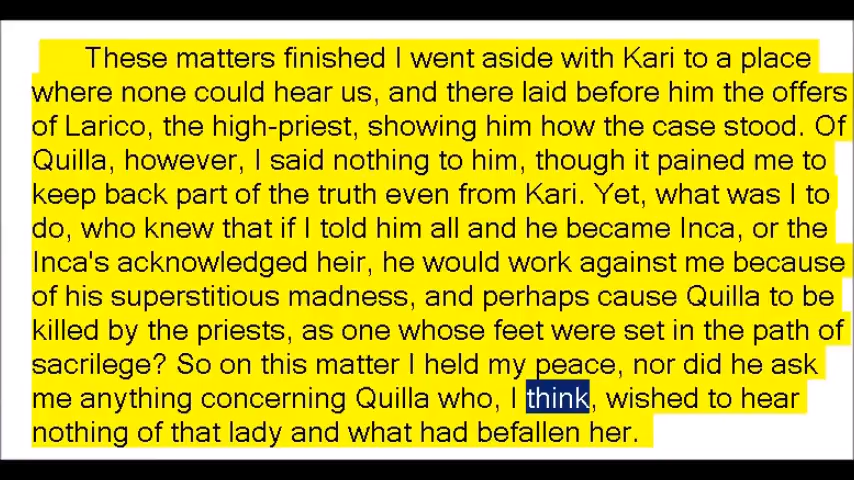 These matters finished I went aside with Kari to a place
where none could hear us, and there laid before him the offers
of Larico, the high-priest, showing him how the case stood. Of
Quilla, however, I said nothing to him, though it pained me to
keep back part of the truth even from Kari. Yet, what was I to
do, who knew that if I told him all and he became Inca, or the
Inca's acknowledged heir, he would work against me because
of his superstitious madness, and perhaps cause Quilla to be
killed by the priests, as one whose feet were set in the path of
sacrilege? So on this matter I held my peace, nor did he ask
me anything concerning Quilla who, I think, wished to hear
nothing of that lady and what had befallen her.